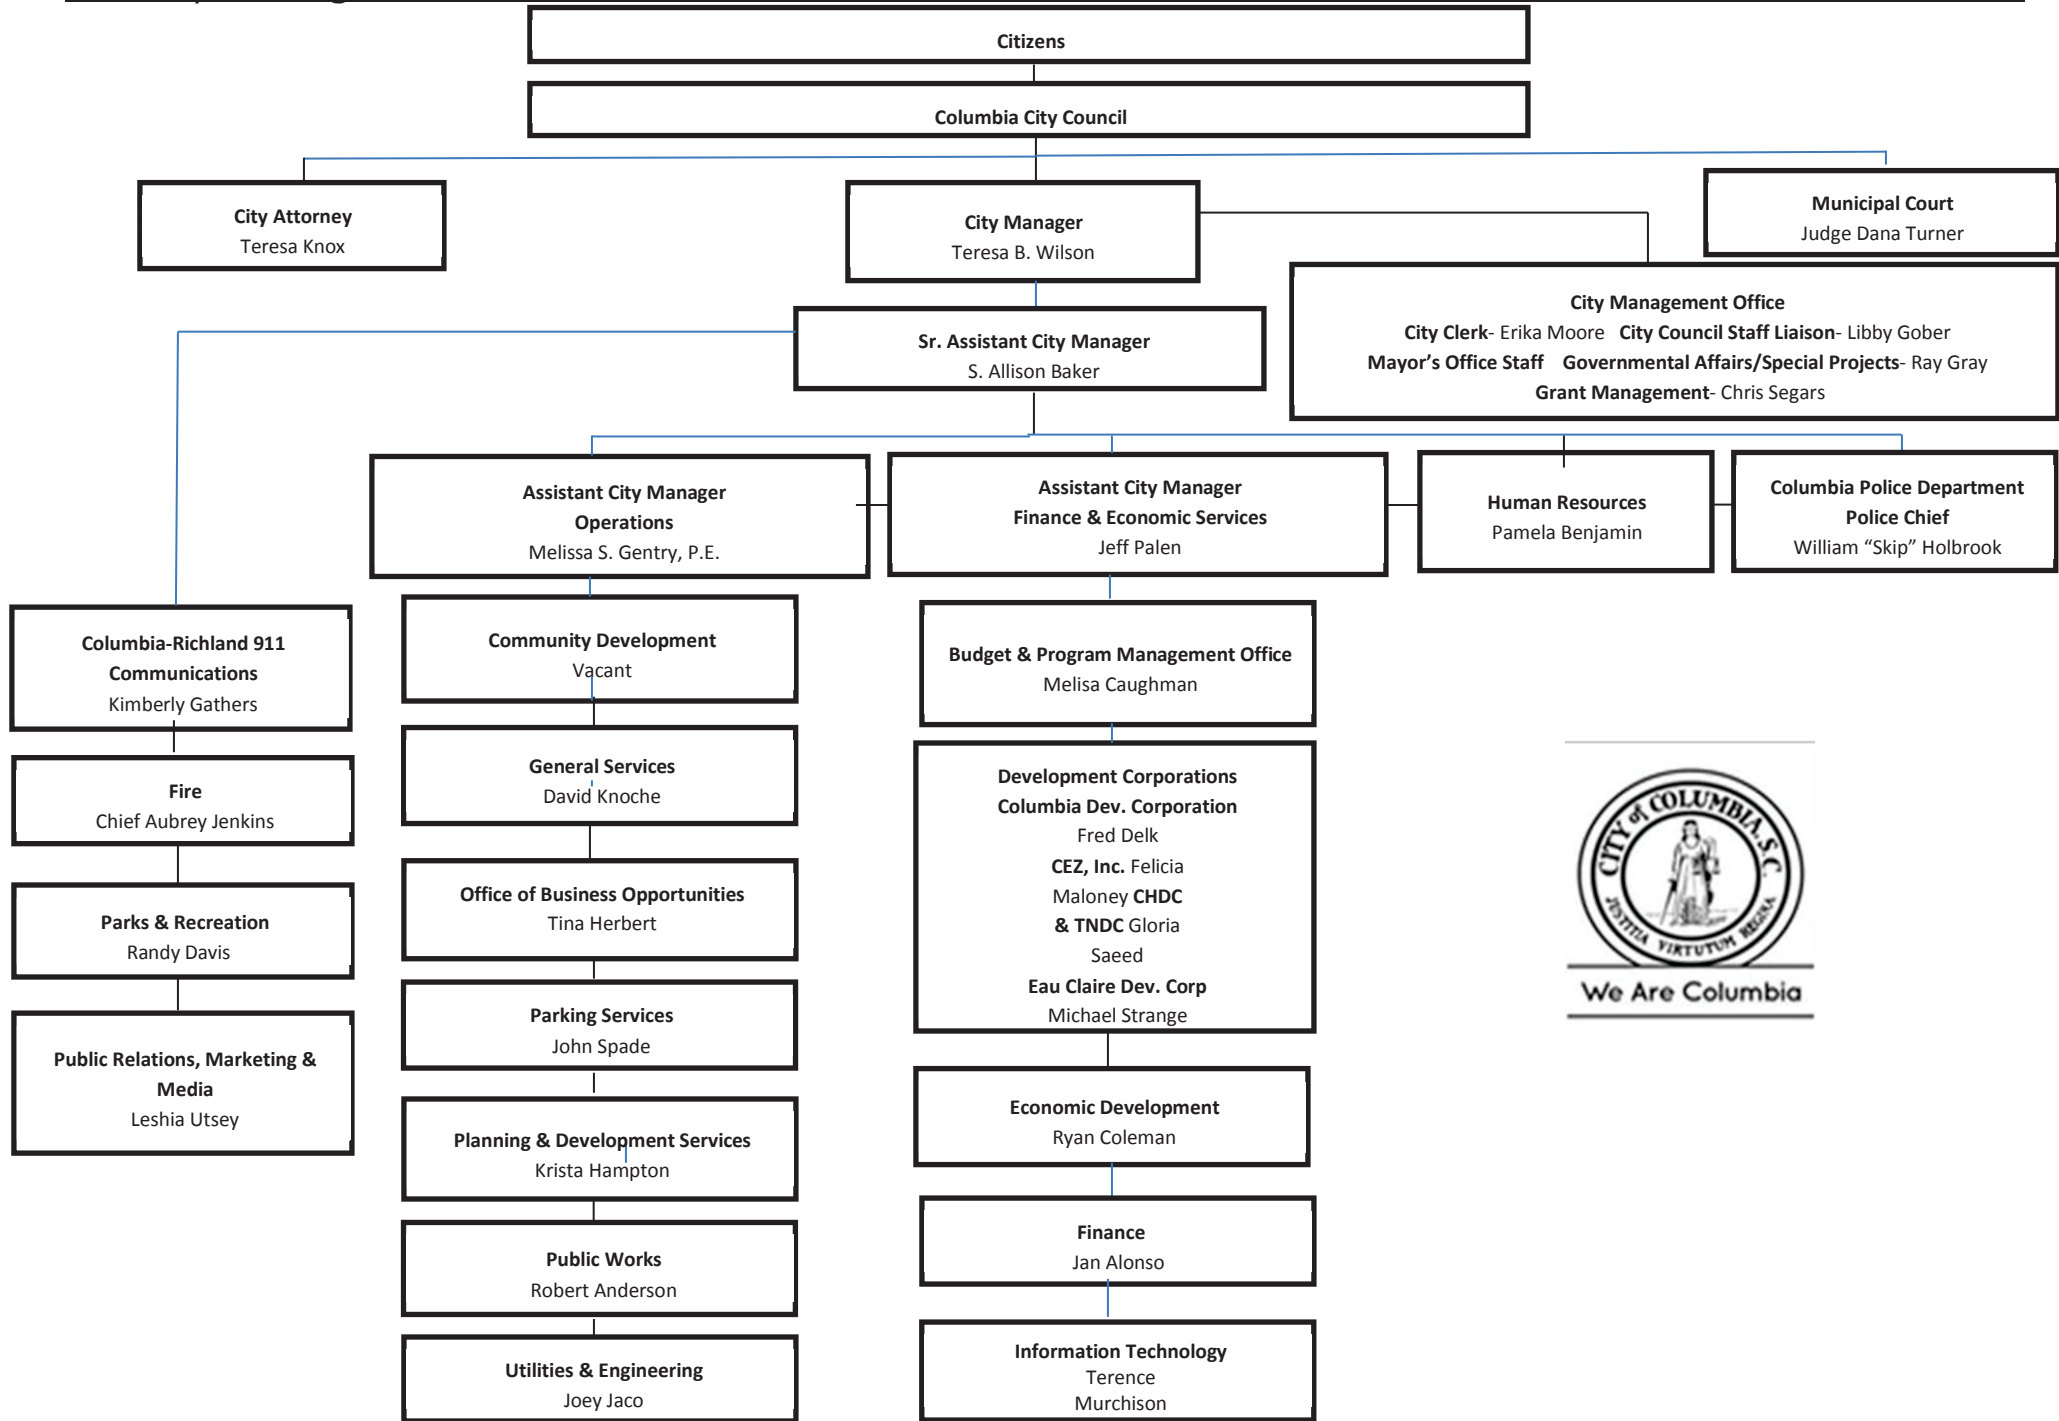 Citizens
Columbia City Council
City Attorney
Teresa Knox
City Manager
Teresa B. Wilson
Municipal Court
Judge Dana Turner
City Management Office
City Clerk- Erika Moore City Council Staff Liaison- Libby Gober
Mayor’s Office Staff Governmental Affairs/Special Projects- Ray Gray
Grant Management- Chris Segars
Sr. Assistant City Manager
S. Allison Baker
Assistant City Manager
Operations
Melissa S. Gentry, P.E.
Assistant City Manager
Finance & Economic Services
Jeff Palen
Human Resources
Pamela Benjamin
Columbia Police Department
Police Chief
William “Skip” Holbrook
Columbia-Richland 911
Communications
Kimberly Gathers
Fire
Chief Aubrey Jenkins
Parks & Recreation
Randy Davis
Public Relations, Marketing &
Media
Leshia Utsey
Community Development
Vacant
General Services
David Knoche
Office of Business Opportunities
Tina Herbert
Parking Services
John Spade
Planning & Development Services
Krista Hampton
Public Works
Robert Anderson
Utilities & Engineering
Joey Jaco
Budget & Program Management Office
Melisa Caughman
Development Corporations
Columbia Dev. Corporation
Fred Delk
CEZ, Inc. Felicia
Maloney CHDC
& TNDC Gloria
Saeed
Eau Claire Dev. Corp
Michael Strange
Economic Development
Ryan Coleman
Finance
Jan Alonso
Information Technology
Terence
Murchison
CITY of COLUMBIA, S.C.
JUSTITIA VIRTUTUM REGINA
We Are Columbia